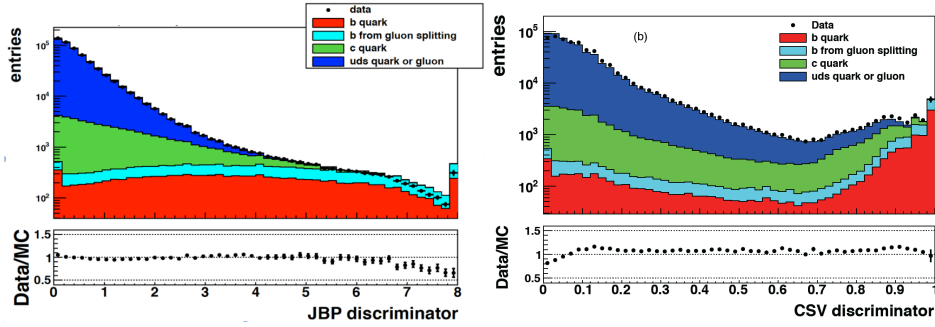 data
b quark
b from gluon splitting
c quark
uds quark or gluon
entries
10^5
10^4
10^3
10^2
Data/MC
1.5
1
0.5
0 1 2 3 4 5 6 7 8
JBP discriminator
(b)
Data
b quark
b from gluon splitting
c quark
uds quark or gluon
entries
10^5
10^4
10^3
10^2
Data/MC
1.5
1
0.5
0 0.1 0.2 0.3 0.4 0.5 0.6 0.7 0.8 0.9 1
CSV discriminator